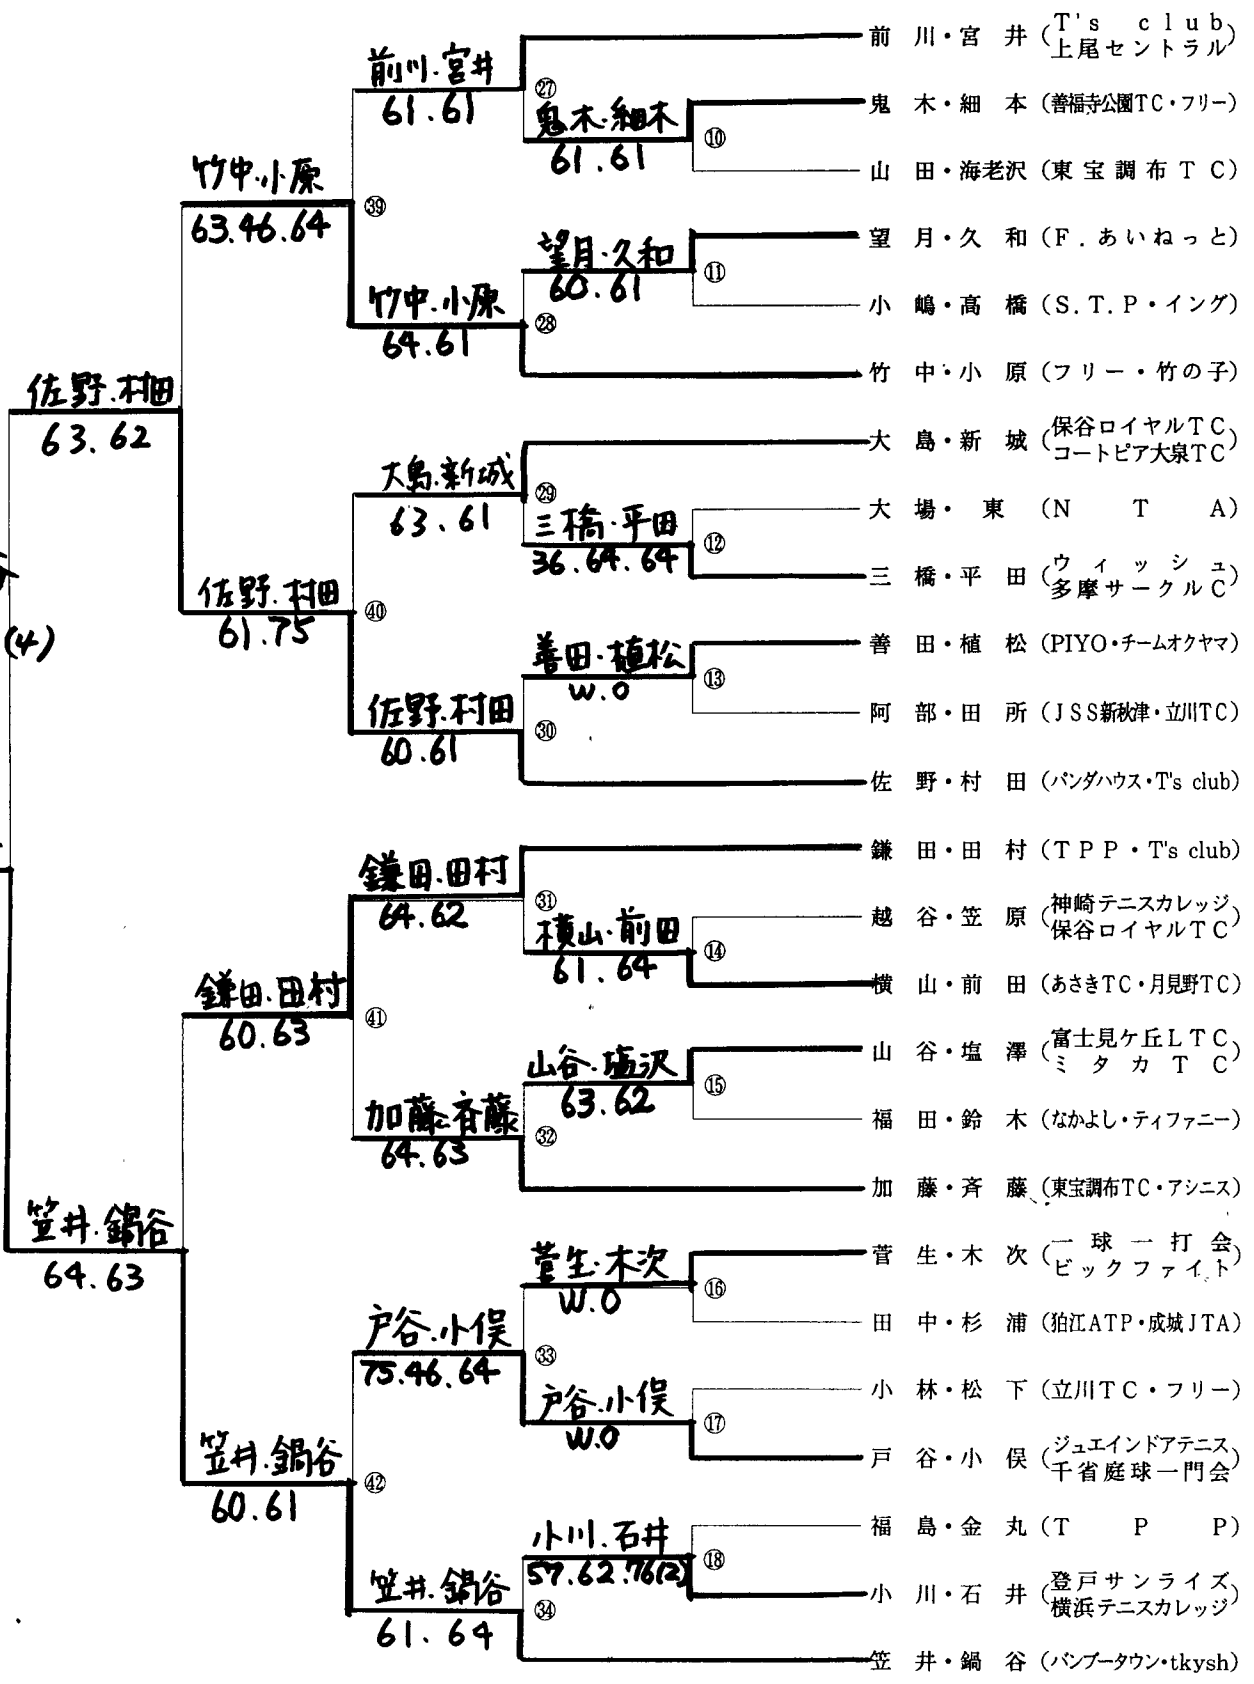 前川・宮井 (T's club 上尾セントラル)
前川・宮井
61.61
㉗
鬼木・細本 (善福寺公園TC・フリー)
鬼木・細木
61.61
⑩
山田・海老沢 (東宝調布TC)
竹中・小原
63.46.64
㊴
望月・久和 (F.あいねっと)
望月・久和
60.61
⑪
小嶋・高橋 (S.T.P・イング)
竹中・小原
64.61
㉘
竹中・小原 (フリー・竹の子)
佐野・村田
63.62
大島・新城 (保谷ロイヤルTC コートピア大泉TC)
大島・新城
63.61
㉙
大場・東 (NTA)
三橋・平田
36.64.64
⑫
三橋・平田 (ウィッシュ 多摩サークルC)
佐野・村田
61.75
㊵
(4)
善田・植松 (PIYO・チームオクヤマ)
善田・植松
W.O
⑬
阿部・田所 (JSS新秋津・立川TC)
佐野・村田
60.61
㉚
佐野・村田 (パンダハウス・T's club)
鎌田・田村 (TPP・T's club)
鎌田・田村
64.62
㉛
越谷・笠原 (神崎テニスカレッジ 保谷ロイヤルTC)
横山・前田
61.64
⑭
横山・前田 (あさきTC・月見野TC)
鎌田・田村
60.63
㊶
山谷・塩澤 (富士見ケ丘LTC ミタカTC)
山谷・塩沢
63.62
⑮
福田・鈴木 (なかよし・ティファニー)
加藤・斉藤
64.63
㉜
加藤・斉藤 (東宝調布TC・アシニス)
笠井・鍋谷
64.63
菅生・木次 (一球一打会 ビックファイト)
菅生・木次
W.O
⑯
田中・杉浦 (狛江ATP・成城JTA)
戸谷・小俣
75.46.64
㉝
小林・松下 (立川TC・フリー)
戸谷・小俣
W.O
⑰
戸谷・小俣 (ジュエインドアテニス 千省庭球一門会)
笠井・鍋谷
60.61
㊷
福島・金丸 (TPP)
小川・石井
57.62.76(2)
⑱
小川・石井 (登戸サンライズ 横浜テニスカレッジ)
笠井・鍋谷
61.64
㉞
笠井・鍋谷 (バンブータウン・tkysh)